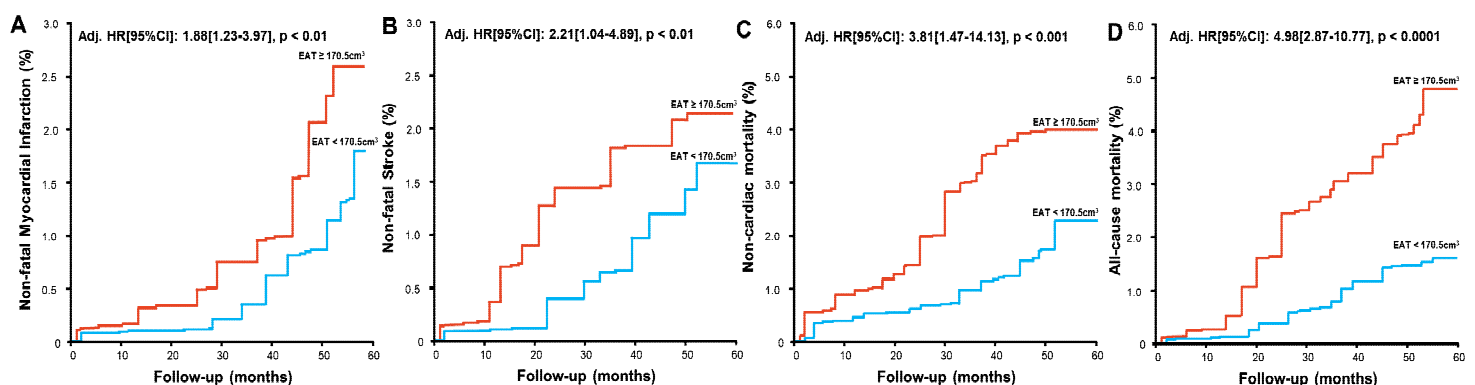 A
Adj. HR[95%CI]: 1.88[1.23-3.97], p < 0.01
Non-fatal Myocardial Infarction (%)
3.0
2.5
2.0
1.5
1.0
0.5
0
EAT ≥ 170.5cm³
EAT < 170.5cm³
0
10
20
30
40
50
60
Follow-up (months)
B
Adj. HR[95%CI]: 2.21[1.04-4.89], p < 0.01
Non-fatal Stroke (%)
3.0
2.5
2.0
1.5
1.0
0.5
0
EAT ≥ 170.5cm³
EAT < 170.5cm³
0
10
20
30
40
50
60
Follow-up (months)
C
Adj. HR[95%CI]: 3.81[1.47-14.13], p < 0.001
Non-cardiac mortality (%)
6.0
5.0
4.0
3.0
2.0
1.0
0
EAT ≥ 170.5cm³
EAT < 170.5cm³
0
10
20
30
40
50
60
Follow-up (months)
D
Adj. HR[95%CI]: 4.98[2.87-10.77], p < 0.0001
All-cause mortality (%)
6.0
5.0
4.0
3.0
2.0
1.0
0
EAT ≥ 170.5cm³
EAT < 170.5cm³
0
10
20
30
40
50
60
Follow-up (months)